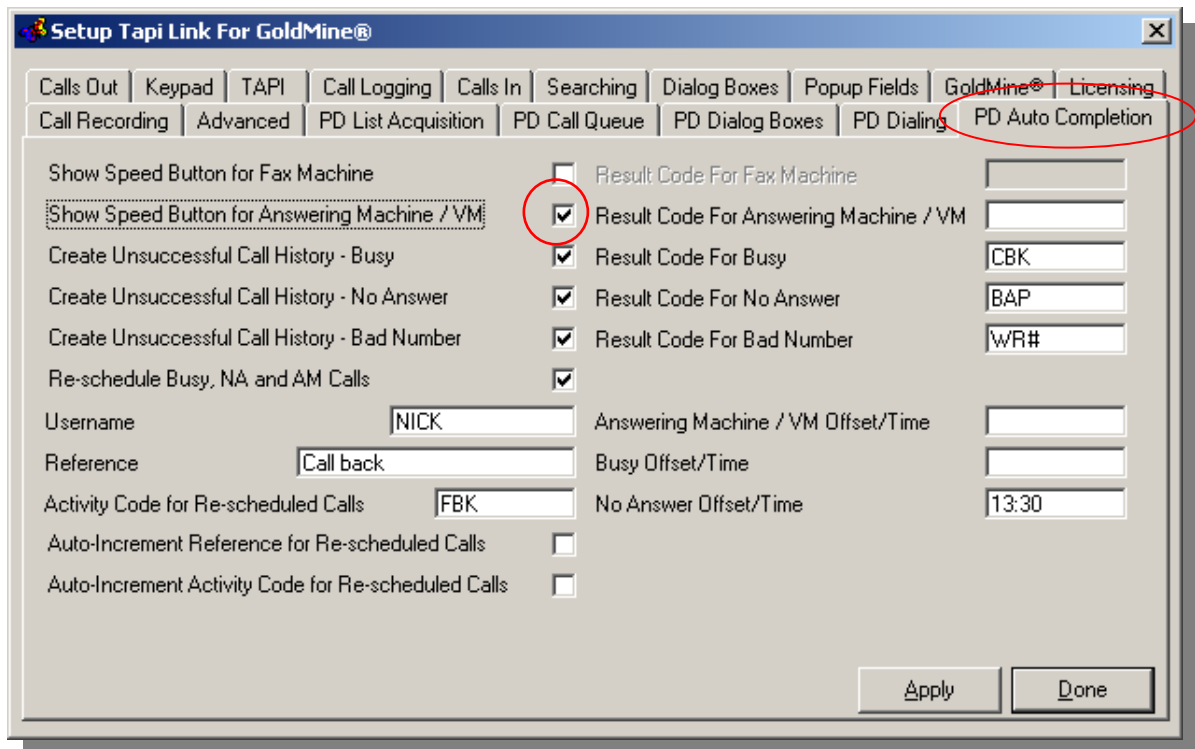 Setup Tapi Link For GoldMine®
Calls Out Keypad TAPI Call Logging Calls In Searching Dialog Boxes Popup Fields GoldMine® Licensing
Call Recording Advanced PD List Acquisition PD Call Queue PD Dialog Boxes PD Dialing PD Auto Completion
Show Speed Button for Fax Machine Result Code For Fax Machine
Show Speed Button for Answering Machine / VM Result Code For Answering Machine / VM
Create Unsuccessful Call History - Busy Result Code For Busy CBK
Create Unsuccessful Call History - No Answer Result Code For No Answer BAP
Create Unsuccessful Call History - Bad Number Result Code For Bad Number WR#
Re-schedule Busy, NA and AM Calls
Username NICK Answering Machine / VM Offset/Time
Reference Call back Busy Offset/Time
Activity Code for Re-scheduled Calls FBK No Answer Offset/Time 13:30
Auto-Increment Reference for Re-scheduled Calls
Auto-Increment Activity Code for Re-scheduled Calls
Apply Done